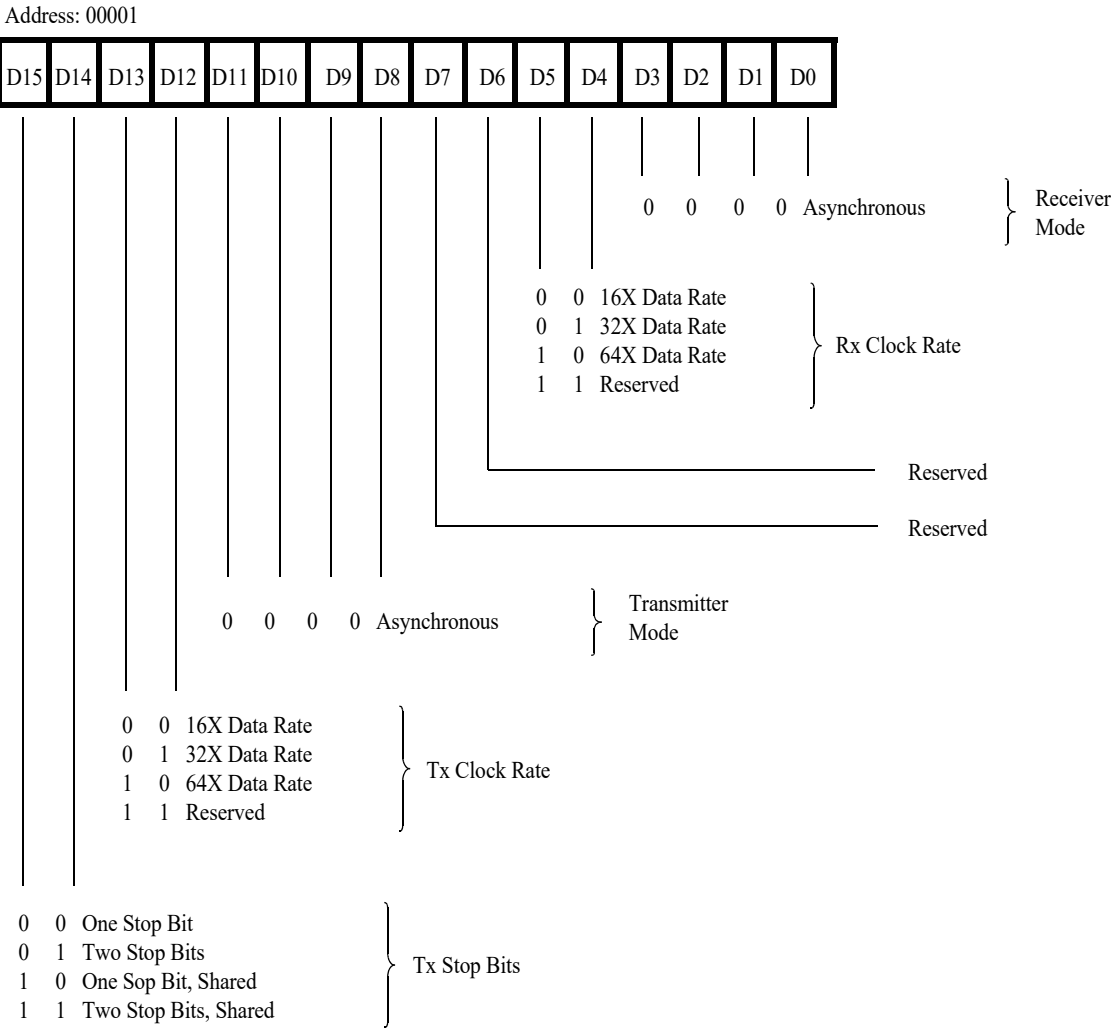 Address: 00001
D15 D14 D13 D12 D11 D10 D9 D8 D7 D6 D5 D4 D3 D2 D1 D0
0 0 0 0 Asynchronous
Receiver
Mode
0 0 16X Data Rate
0 1 32X Data Rate
1 0 64X Data Rate
1 1 Reserved
Rx Clock Rate
Reserved
Reserved
0 0 0 0 Asynchronous
Transmitter
Mode
0 0 16X Data Rate
0 1 32X Data Rate
1 0 64X Data Rate
1 1 Reserved
Tx Clock Rate
0 0 One Stop Bit
0 1 Two Stop Bits
1 0 One Sop Bit, Shared
1 1 Two Stop Bits, Shared
Tx Stop Bits